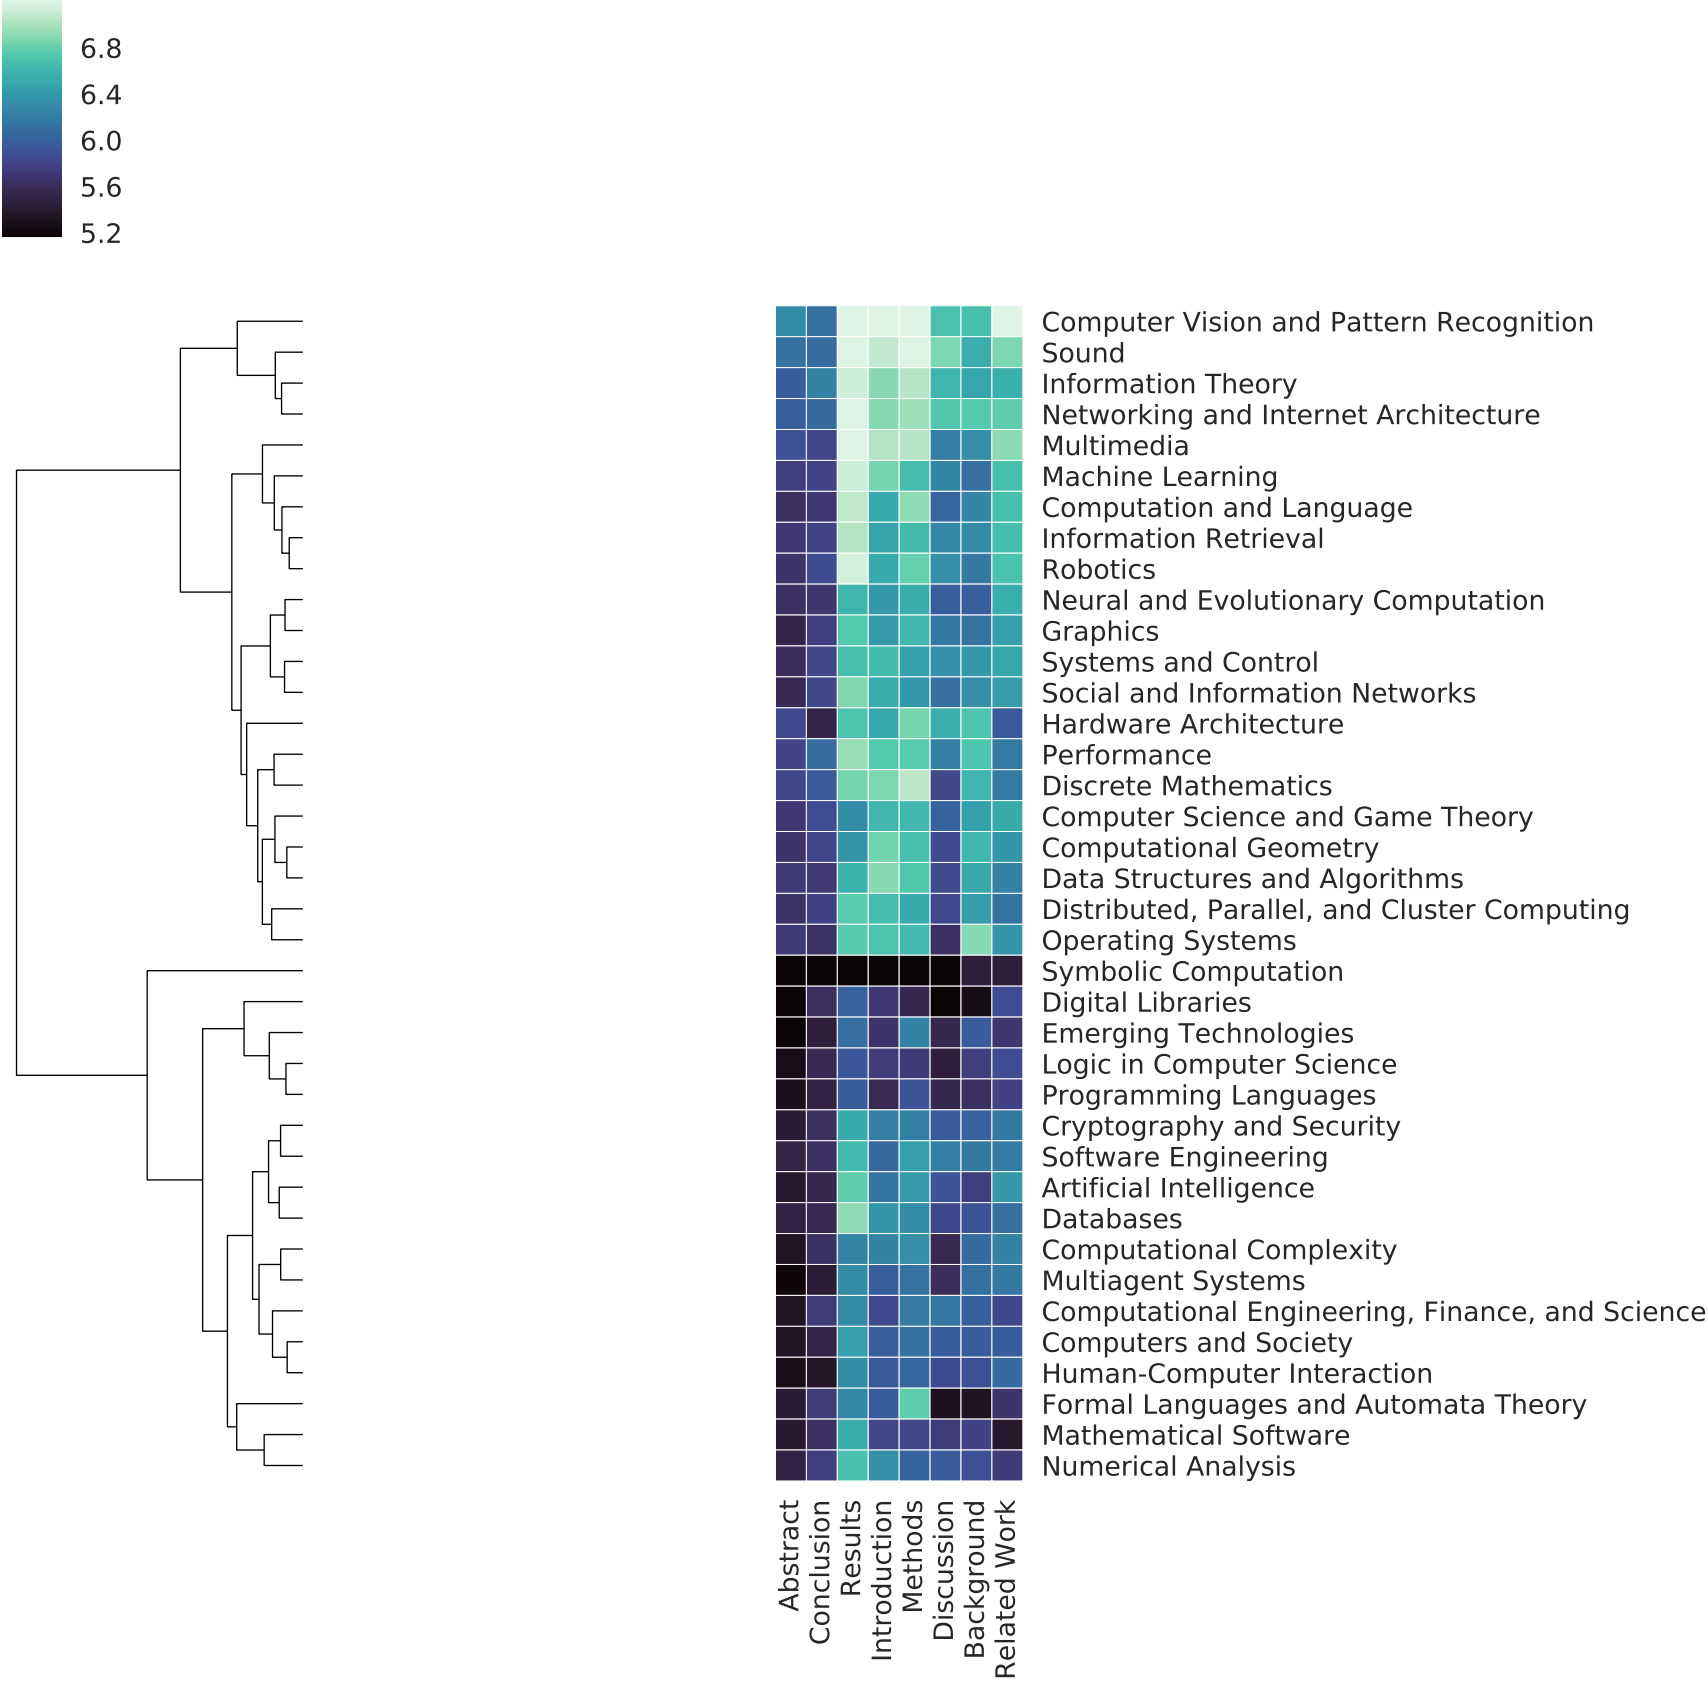 6.8
6.4
6.0
5.6
5.2
Computer Vision and Pattern Recognition
Sound
Information Theory
Networking and Internet Architecture
Multimedia
Machine Learning
Computation and Language
Information Retrieval
Robotics
Neural and Evolutionary Computation
Graphics
Systems and Control
Social and Information Networks
Hardware Architecture
Performance
Discrete Mathematics
Computer Science and Game Theory
Computational Geometry
Data Structures and Algorithms
Distributed, Parallel, and Cluster Computing
Operating Systems
Symbolic Computation
Digital Libraries
Emerging Technologies
Logic in Computer Science
Programming Languages
Cryptography and Security
Software Engineering
Artificial Intelligence
Databases
Computational Complexity
Multiagent Systems
Computational Engineering, Finance, and Science
Computers and Society
Human-Computer Interaction
Formal Languages and Automata Theory
Mathematical Software
Numerical Analysis
Abstract
Conclusion
Results
Introduction
Methods
Discussion
Background
Related Work